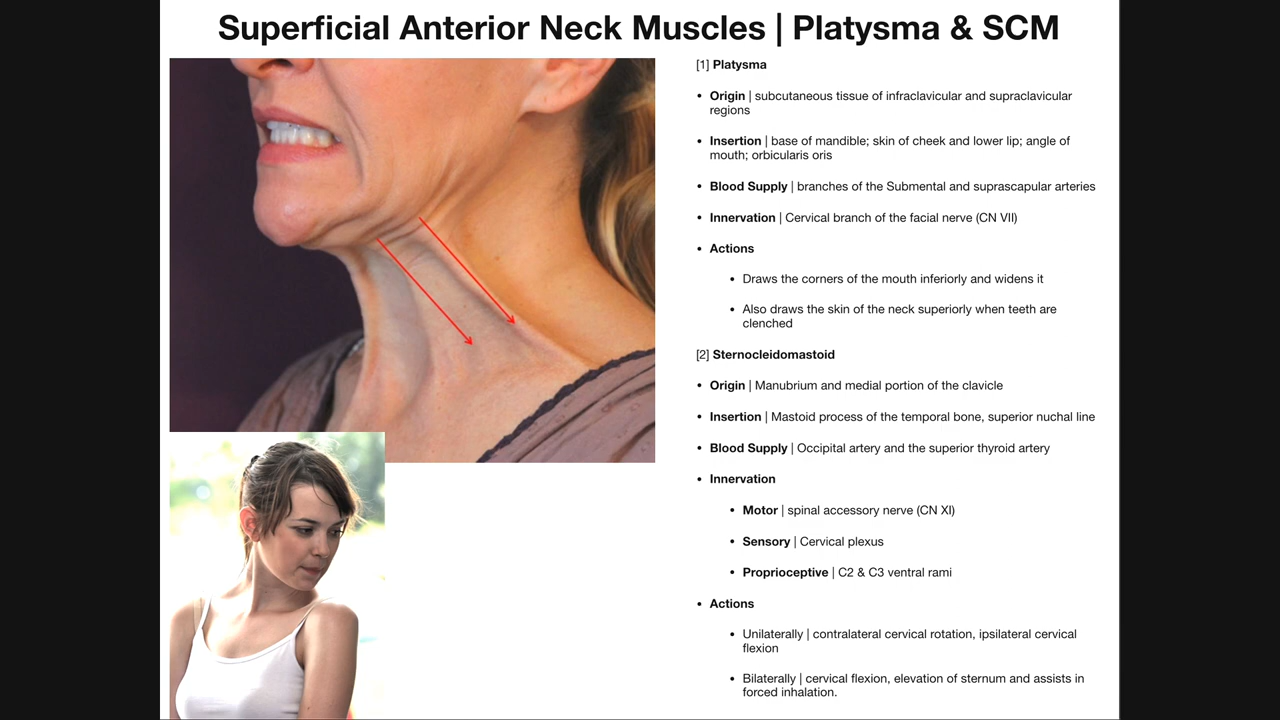 Superficial Anterior Neck Muscles | Platysma & SCM
[1] Platysma
• Origin | subcutaneous tissue of infraclavicular and supraclavicular
regions
• Insertion | base of mandible; skin of cheek and lower lip; angle of
mouth; orbicularis oris
• Blood Supply | branches of the Submental and suprascapular arteries
• Innervation | Cervical branch of the facial nerve (CN VII)
• Actions
• Draws the corners of the mouth inferiorly and widens it
• Also draws the skin of the neck superiorly when teeth are
clenched
[2] Sternocleidomastoid
• Origin | Manubrium and medial portion of the clavicle
• Insertion | Mastoid process of the temporal bone, superior nuchal line
• Blood Supply | Occipital artery and the superior thyroid artery
• Innervation
• Motor | spinal accessory nerve (CN XI)
• Sensory | Cervical plexus
• Proprioceptive | C2 & C3 ventral rami
• Actions
• Unilaterally | contralateral cervical rotation, ipsilateral cervical
flexion
• Bilaterally | cervical flexion, elevation of sternum and assists in
forced inhalation.